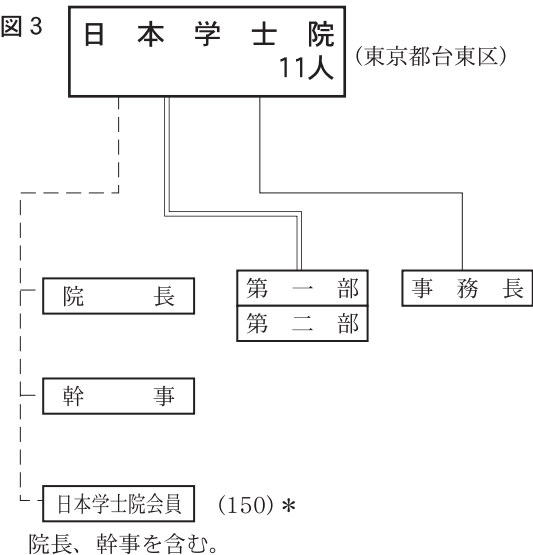 図3
日本学士院
11人
（東京都台東区）
院長
第一部
第二部
事務長
幹事
日本学士院会員 (150)＊
院長、幹事を含む。